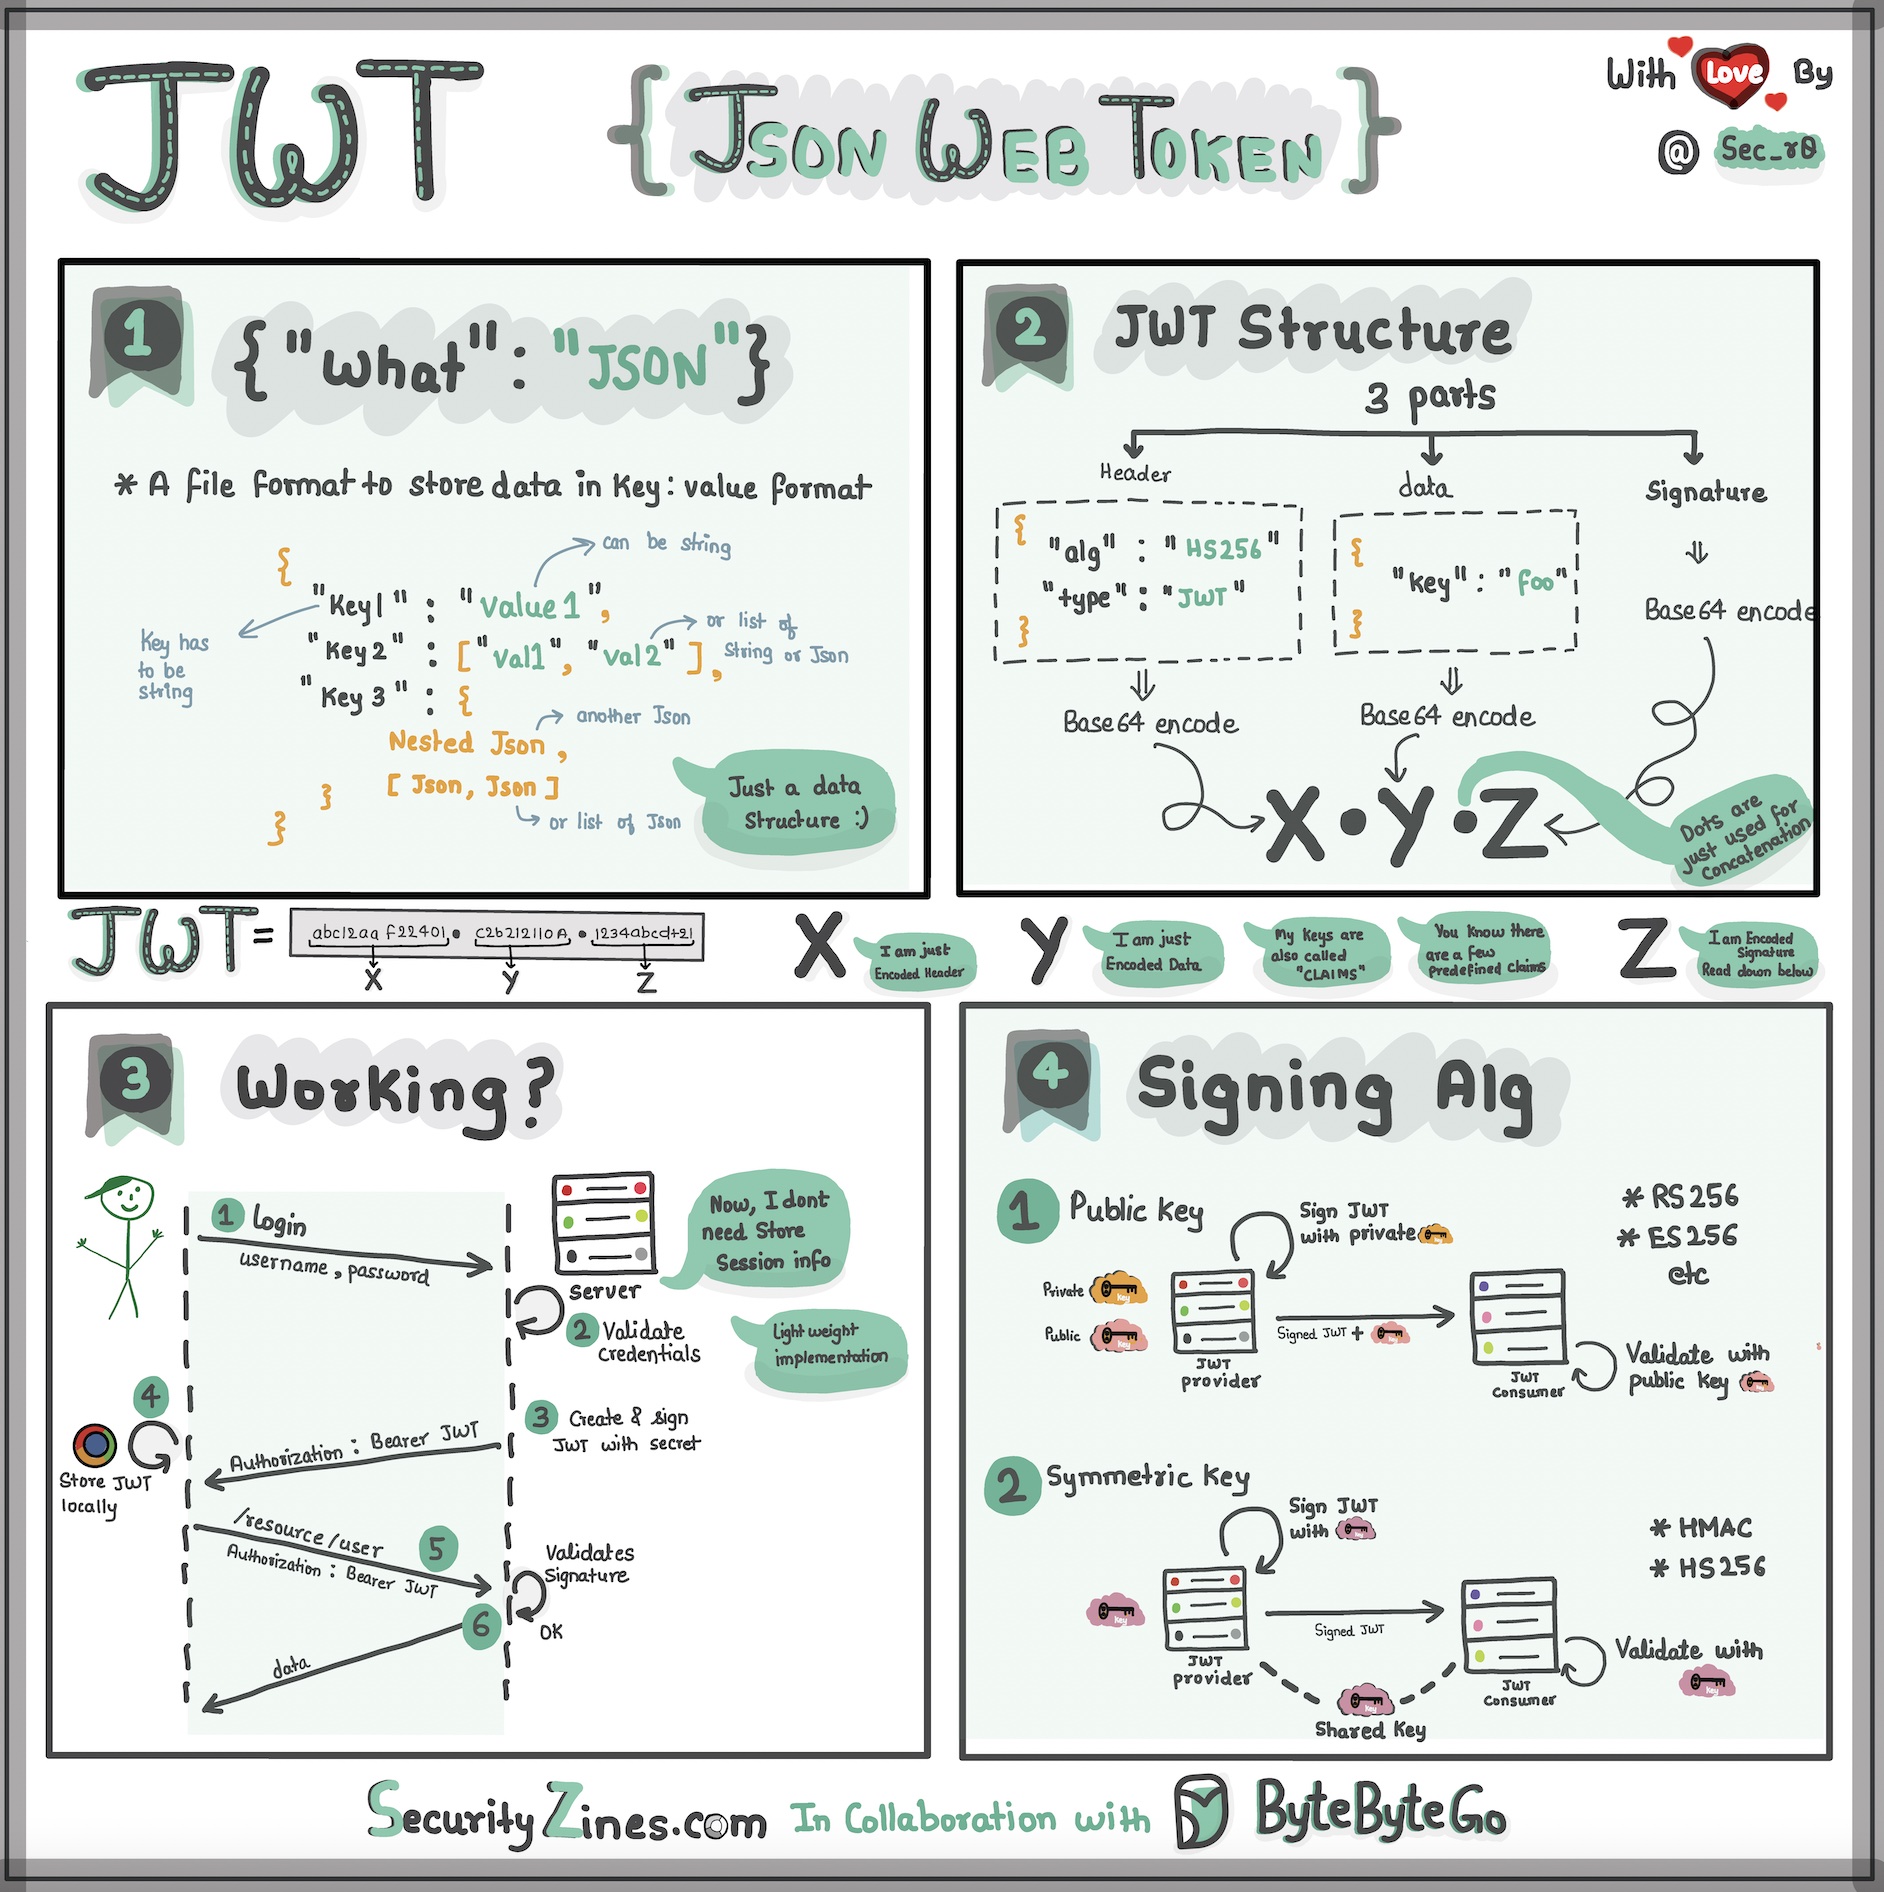 JWT
{ JSON WEB TOKEN }
With Love By
@ Sec_r0
1
{ "What" : "JSON" }
* A file format to store data in Key: value format
{
"Key1" : "value1",
can be string
Key has
to be
string
"Key2" : ["val1", "val2"],
or list of
String or Json
"Key 3" : {
another Json
Nested Json,
[ Json, Json ]
or list of Json
}
}
Just a data
Structure :)
2
JWT Structure
3 parts
Header
{
"alg" : "HS256"
"type" : "JWT"
}
Base64 encode
data
{
"Key" : "foo"
}
Base64 encode
Signature
Base64 encode
X.Y.Z
Dots are
just used for
Concatenation
JWT =
abc12aa f22401 . c2b212110A . 1234abcd+21
X Y Z
X
I am just
Encoded Header
Y
I am just
Encoded Data
My Keys are
also called
"CLAIMS"
You Know there
are a few
predefined claims
Z
I am Encoded
Signature
Read down below
3
Working?
1 login
username, password
SERVER
Now, I dont
need Store
Session info
2 Validate
Credentials
Light weight
implementation
3 Create & sign
JWT with secret
Authorization : Bearer JWT
4
Store JWT
locally
/resource/user
5
Authorization : Bearer JWT
Validates
Signature
OK
6
data
4
Signing Alg
1 Public Key
Sign JWT
with private Key
* RS256
* ES256
etc
Private Key
Public Key
JWT
provider
Signed JWT + Key
JWT
Consumer
Validate with
public Key Key
2 Symmetric Key
Sign JWT
with Key
* HMAC
* HS256
Key
JWT
provider
Signed JWT
JWT
Consumer
Validate with
Key
Key
Shared Key
SecurityZines.com In Collaboration with ByteByteGo